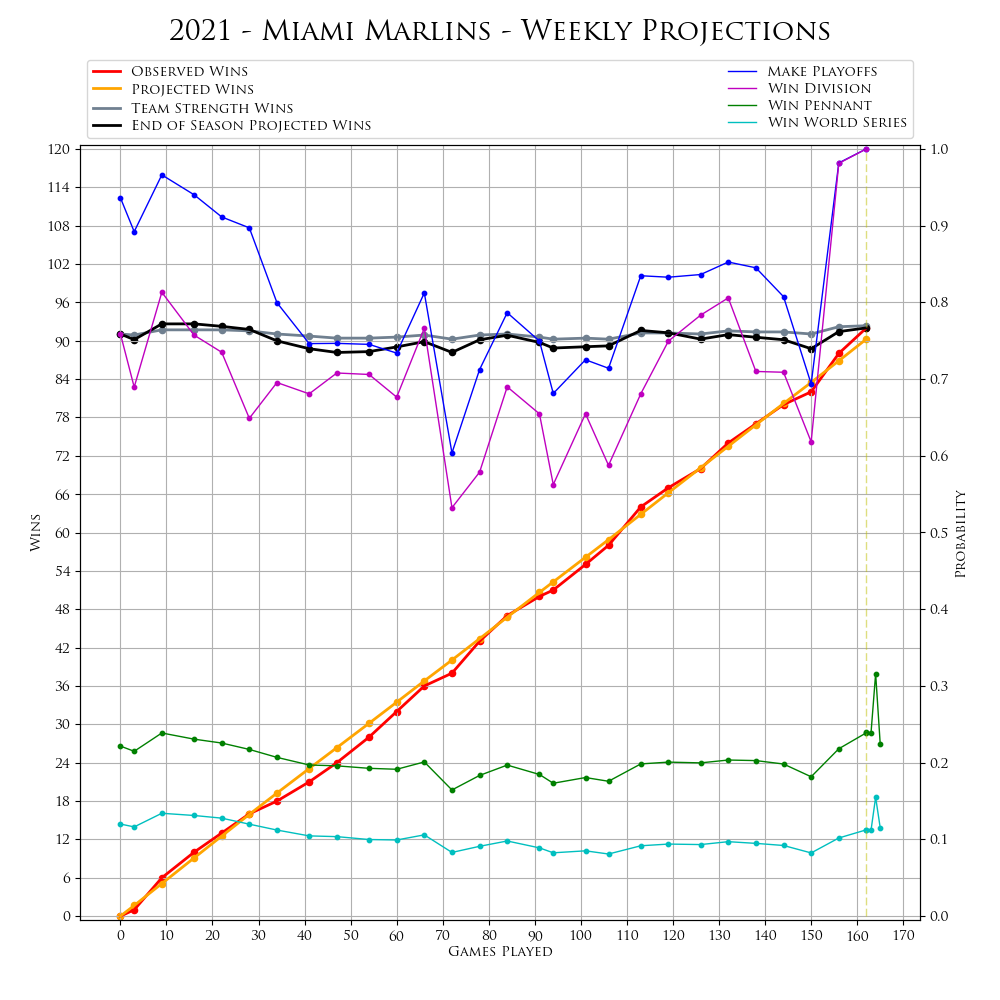 2021 - Miami Marlins - Weekly Projections
Observed Wins
Projected Wins
Team Strength Wins
End of Season Projected Wins
Make Playoffs
Win Division
Win Pennant
Win World Series
120
114
108
102
96
90
84
78
72
66
60
54
48
42
36
30
24
18
12
6
0
Wins
1.0
0.9
0.8
0.7
0.6
0.5
0.4
0.3
0.2
0.1
0.0
Probability
0 10 20 30 40 50 60 70 80 90 100 110 120 130 140 150 160 170
Games Played